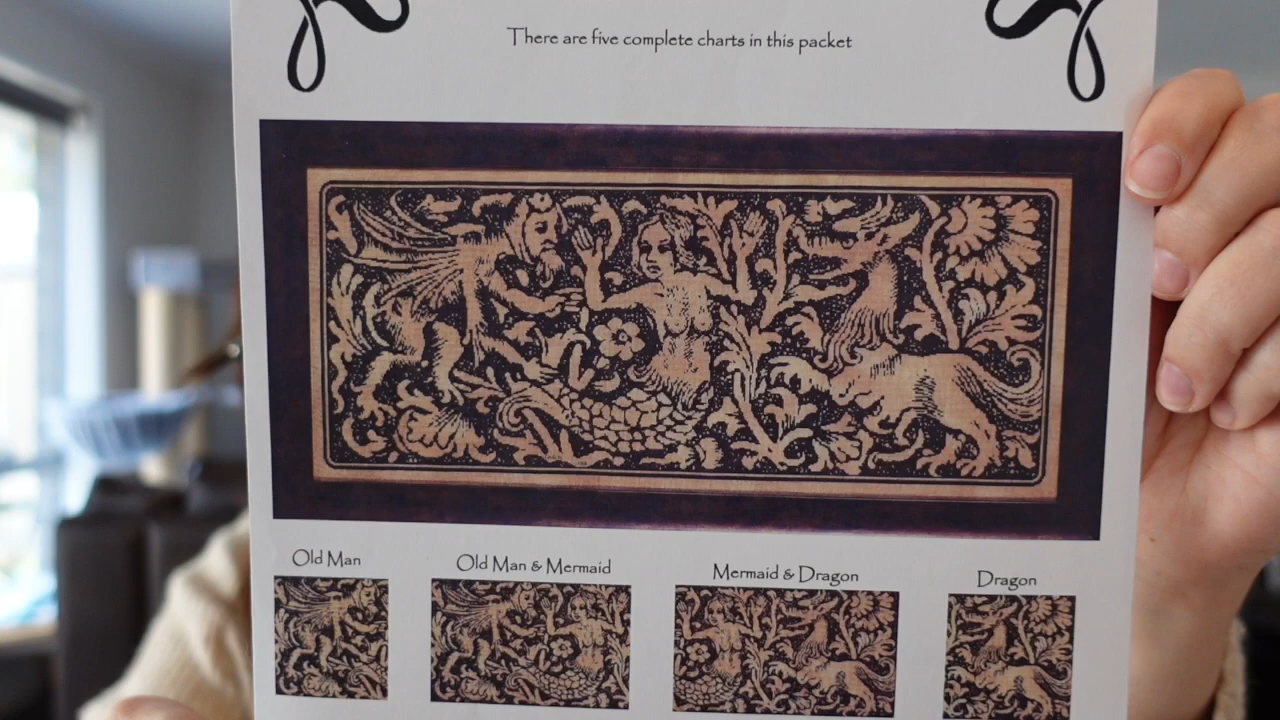 There are five complete charts in this packet
Old Man
Old Man & Mermaid
Mermaid & Dragon
Dragon